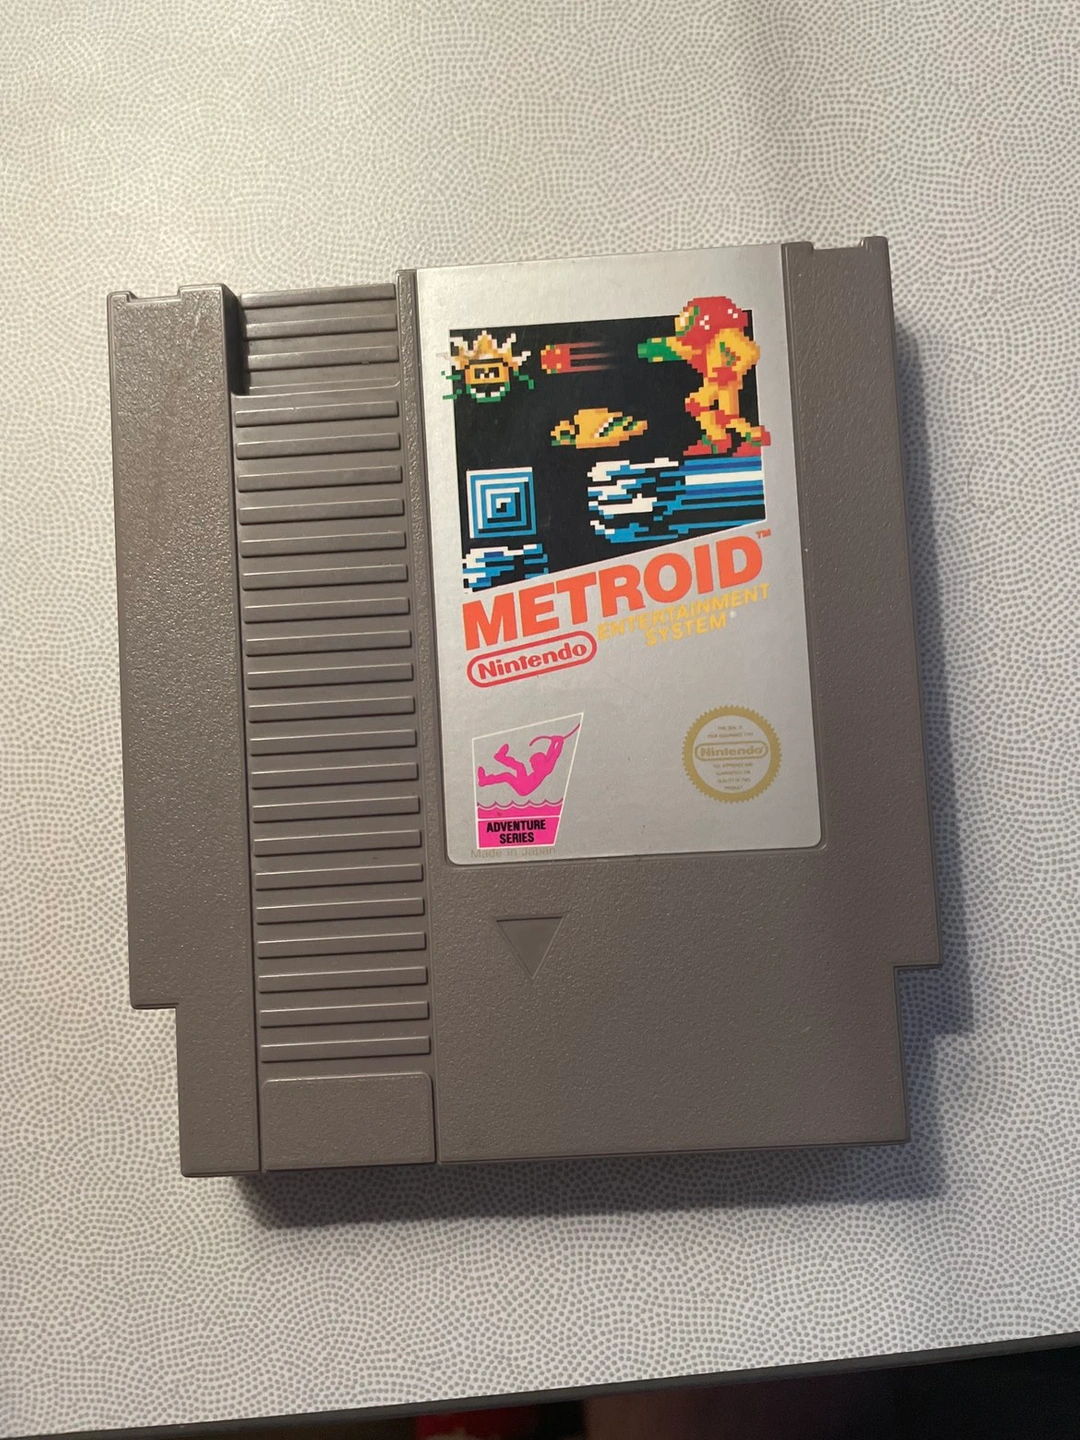 METROID™
ENTERTAINMENT
SYSTEM®
Nintendo
ADVENTURE
SERIES
Made in Japan
Nintendo